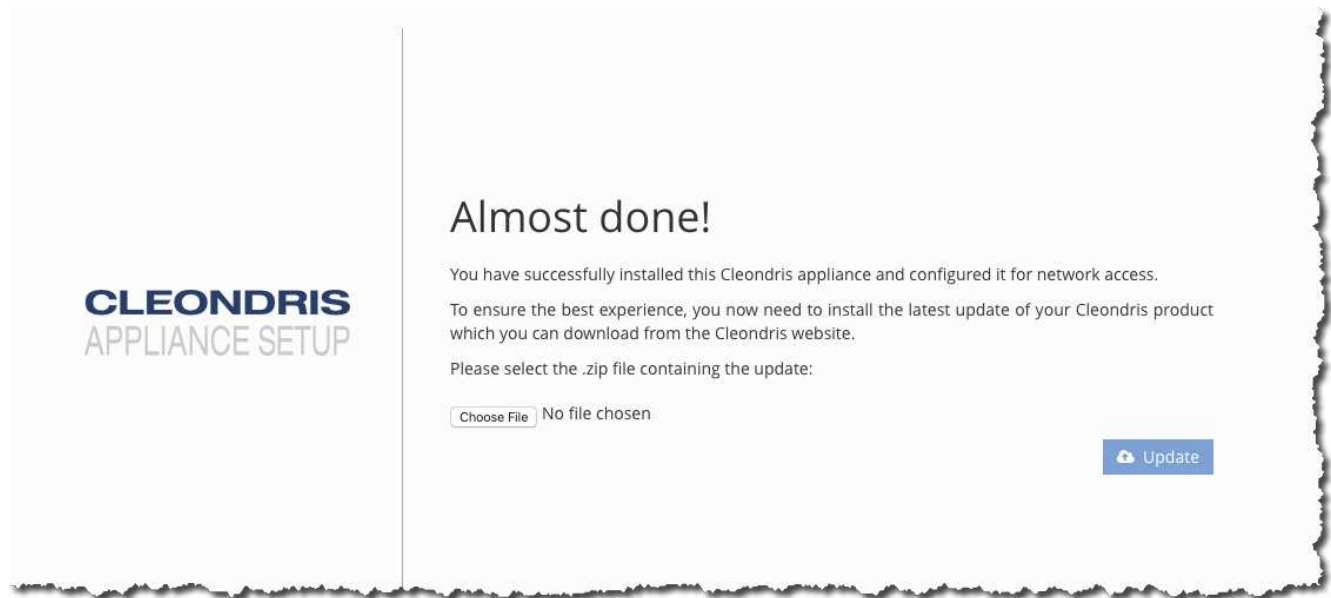 CLEONDRIS
APPLIANCE SETUP
Almost done!
You have successfully installed this Cleondris appliance and configured it for network access.
To ensure the best experience, you now need to install the latest update of your Cleondris product
which you can download from the Cleondris website.
Please select the .zip file containing the update:
Choose File No file chosen
Update